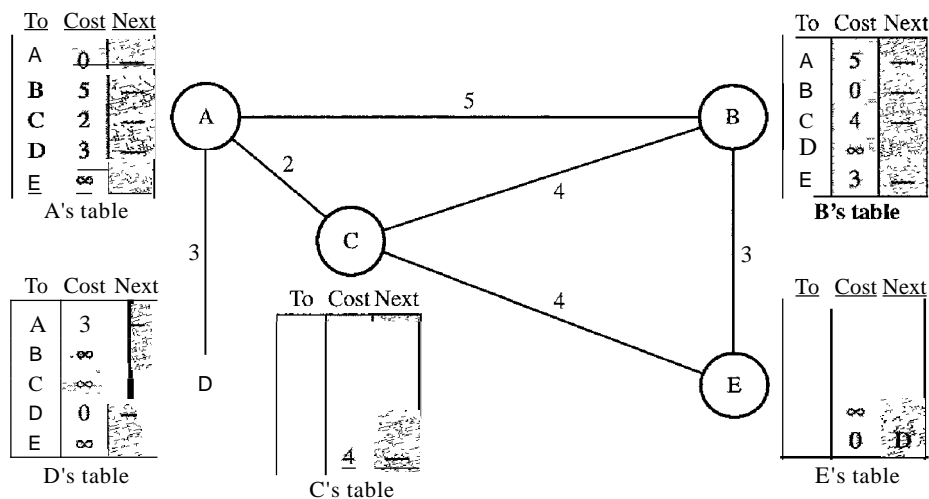 To Cost Next
A 0 —
B 5 —
C 2 —
D 3 —
E ∞
A's table
To Cost Next
A 5 —
B 0 —
C 4 —
D ∞
E 3 —
B's table
A
5
B
2
4
C
3
3
4
D
E
To Cost Next
A 3 —
B ∞
C ∞
D 0 —
E ∞
D's table
To Cost Next
4 —
C's table
To Cost Next
∞
0 D
E's table